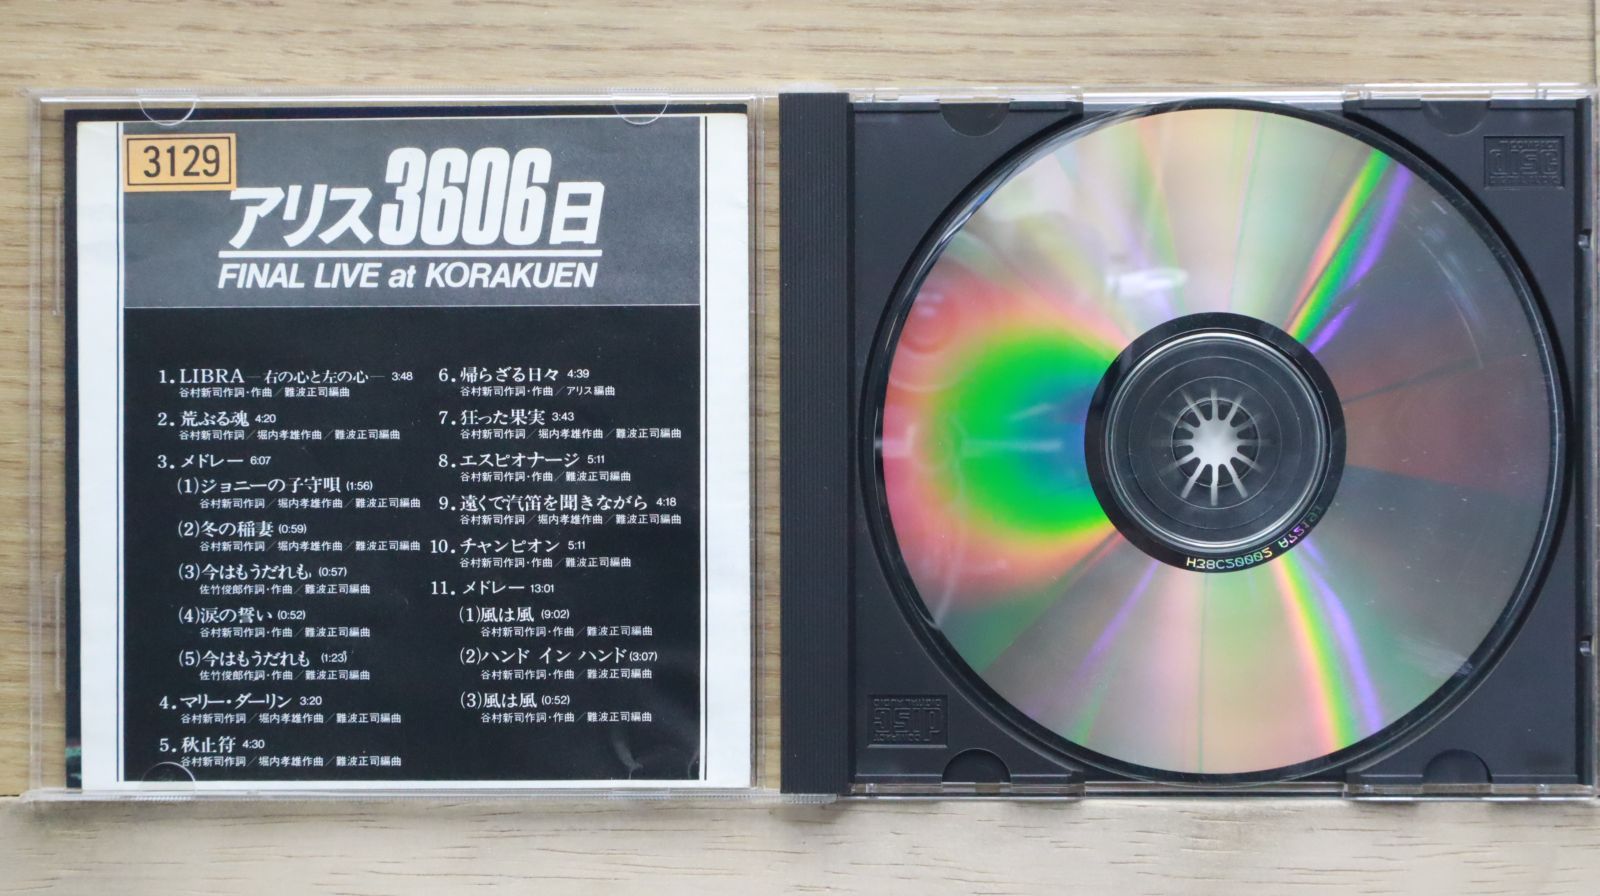 3129
アリス3606日
FINAL LIVE at KORAKUEN
1. LIBRA—右の心と左の心— 3:48
谷村新司作詞・作曲/難波正司編曲
2. 荒ぶる魂 4:20
谷村新司作詞/堀内孝雄作曲/難波正司編曲
3. メドレー 6:07
(1)ジョニーの子守唄 (1:56)
谷村新司作詞/堀内孝雄作曲/難波正司編曲
(2)冬の稲妻 (0:59)
谷村新司作詞/堀内孝雄作曲/難波正司編曲
(3)今はもうだれも (0:57)
佐竹俊郎作詞・作曲/難波正司編曲
(4)涙の誓い (0:52)
谷村新司作詞・作曲/難波正司編曲
(5)今はもうだれも (1:23)
佐竹俊郎作詞・作曲/難波正司編曲
4. マリー・ダーリン 3:20
谷村新司作詞/堀内孝雄作曲/難波正司編曲
5. 秋止符 4:30
谷村新司作詞/堀内孝雄作曲/難波正司編曲
6. 帰らざる日々 4:39
谷村新司作詞・作曲/アリス編曲
7. 狂った果実 3:43
谷村新司作詞/堀内孝雄作曲/難波正司編曲
8. エスピオナージ 5:11
谷村新司作詞・作曲/難波正司編曲
9. 遠くで汽笛を聞きながら 4:18
谷村新司作詞/堀内孝雄作曲/難波正司編曲
10. チャンピオン 5:11
谷村新司作詞・作曲/難波正司編曲
11. メドレー 13:01
(1)風は風 (9:02)
谷村新司作詞・作曲/難波正司編曲
(2)ハンド イン ハンド (3:07)
谷村新司作詞・作曲/難波正司編曲
(3)風は風 (0:52)
谷村新司作詞・作曲/難波正司編曲
COMPACT
disc
DIGITAL AUDIO
COMPACT
disc
DIGITAL AUDIO
H38C20002